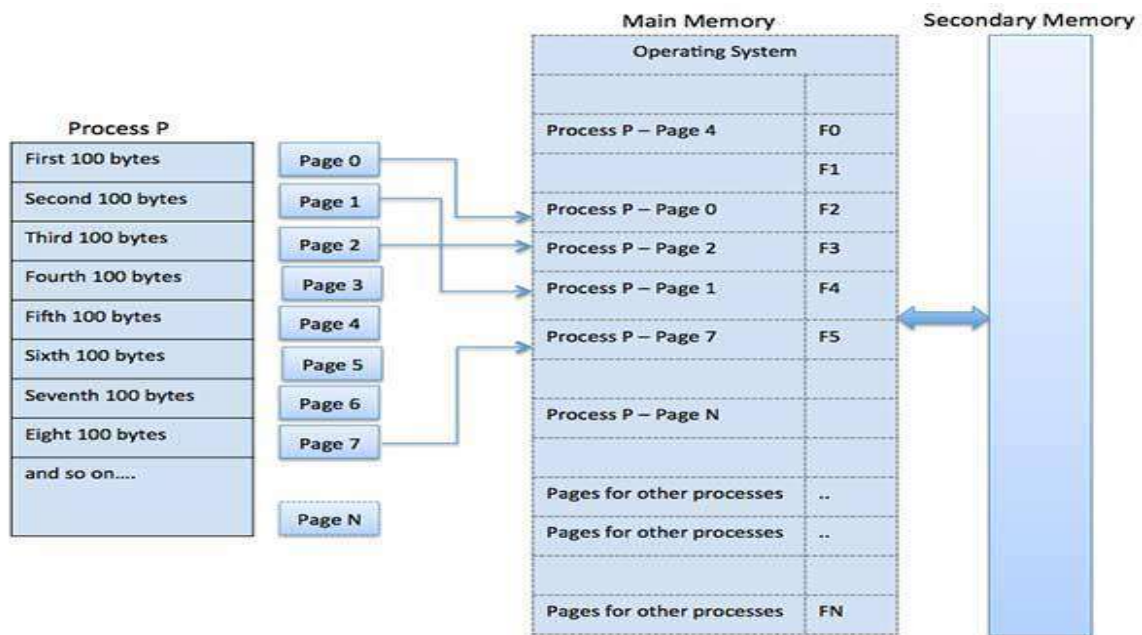 Main Memory
Secondary Memory
Operating System
Process P
First 100 bytes
Second 100 bytes
Third 100 bytes
Fourth 100 bytes
Fifth 100 bytes
Sixth 100 bytes
Seventh 100 bytes
Eight 100 bytes
and so on....
Page 0
Page 1
Page 2
Page 3
Page 4
Page 5
Page 6
Page 7
Page N
Process P – Page 4 F0
F1
Process P – Page 0 F2
Process P – Page 2 F3
Process P – Page 1 F4
Process P – Page 7 F5
Process P – Page N
Pages for other processes ..
Pages for other processes ..
Pages for other processes FN